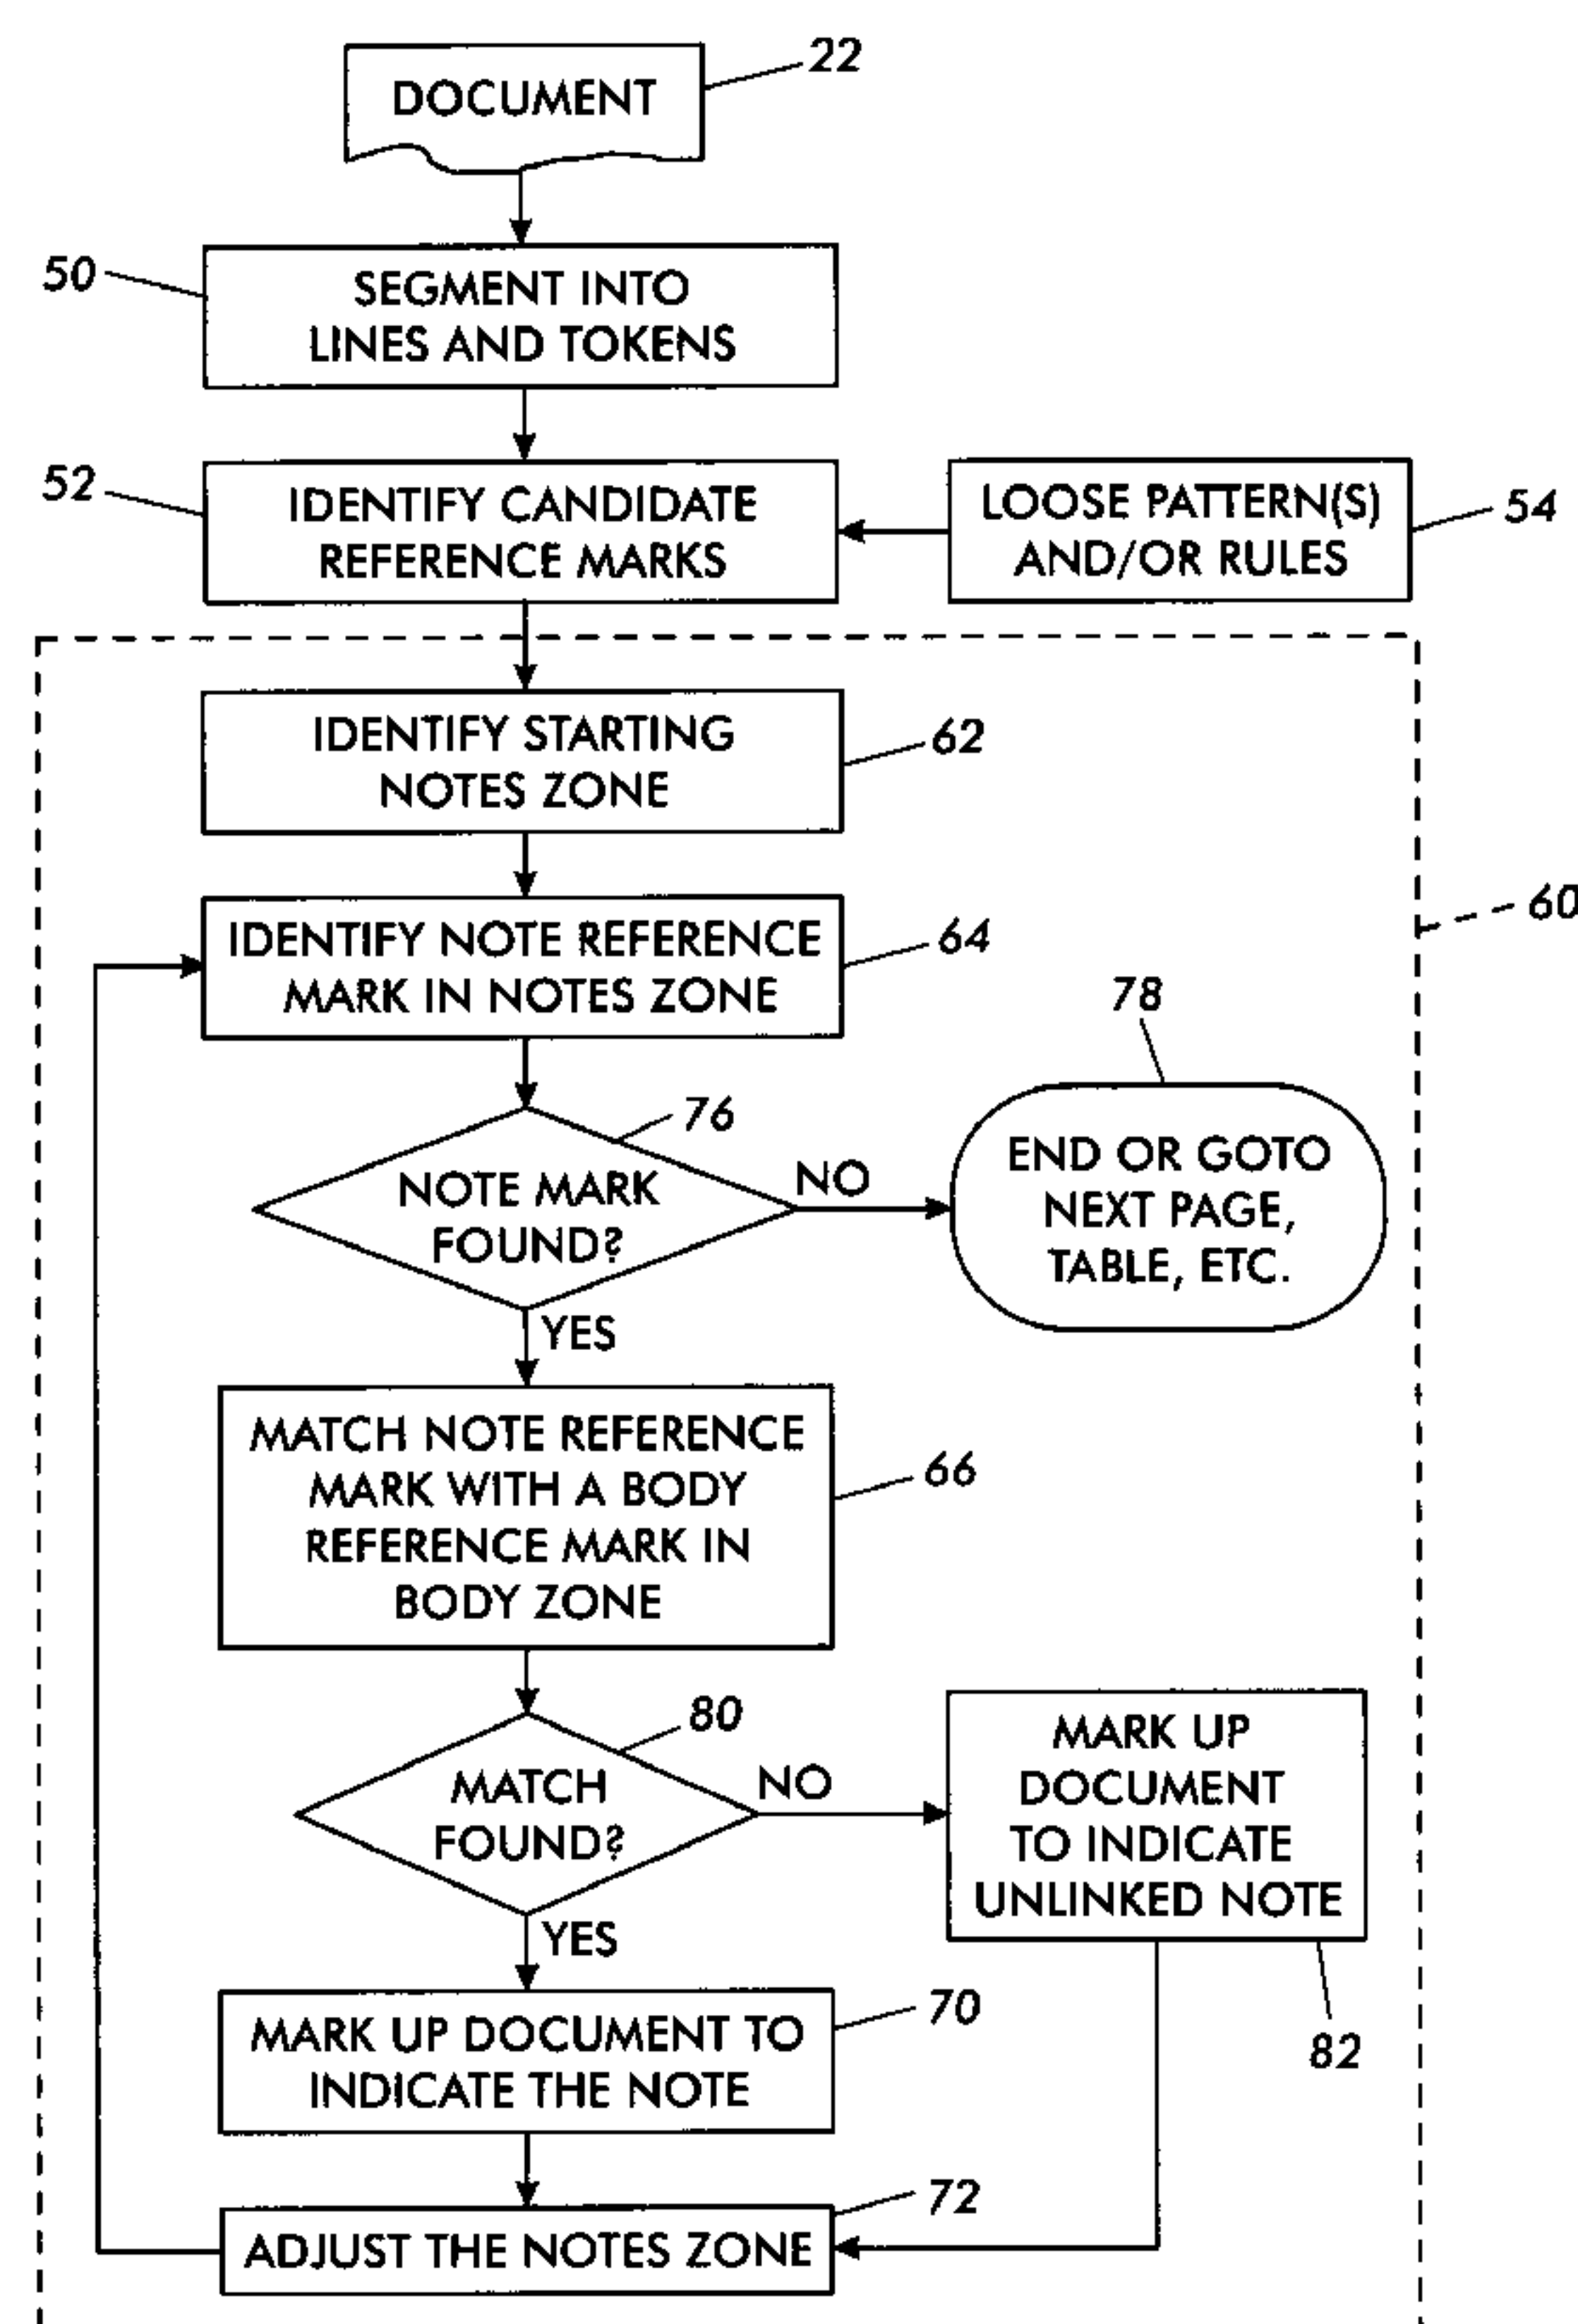 DOCUMENT
22
50
SEGMENT INTO
LINES AND TOKENS
52
IDENTIFY CANDIDATE
REFERENCE MARKS
LOOSE PATTERN(S)
AND/OR RULES
54
IDENTIFY STARTING
NOTES ZONE
62
60
IDENTIFY NOTE REFERENCE
MARK IN NOTES ZONE
64
78
76
NOTE MARK
FOUND?
NO
END OR GOTO
NEXT PAGE,
TABLE, ETC.
YES
MATCH NOTE REFERENCE
MARK WITH A BODY
REFERENCE MARK IN
BODY ZONE
66
80
MATCH
FOUND?
NO
MARK UP
DOCUMENT
TO INDICATE
UNLINKED NOTE
82
YES
MARK UP DOCUMENT TO
INDICATE THE NOTE
70
72
ADJUST THE NOTES ZONE